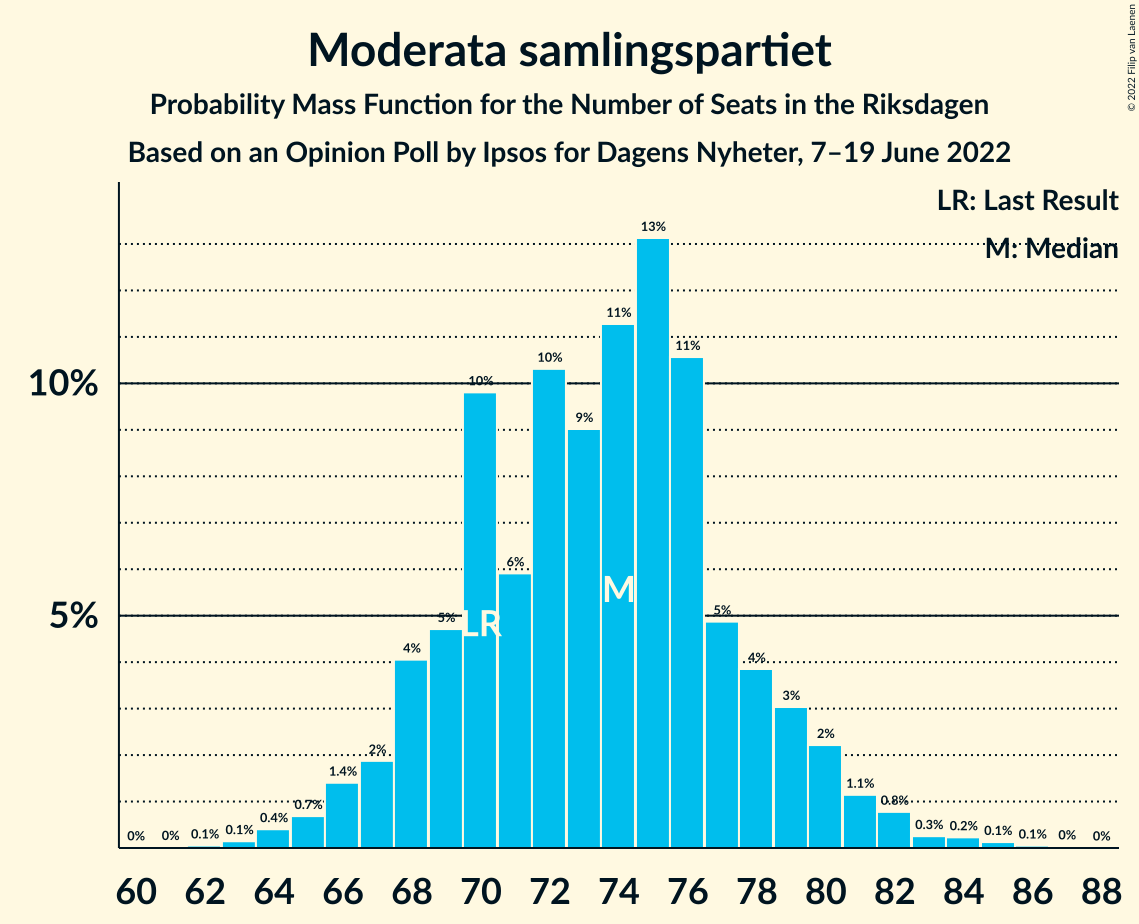 Moderata samlingspartiet
Probability Mass Function for the Number of Seats in the Riksdagen
Based on an Opinion Poll by Ipsos for Dagens Nyheter, 7–19 June 2022
© 2022 Filip van Laenen
LR: Last Result
M: Median
10%
5%
0% 0% 0.1% 0.1% 0.4% 0.7% 1.4% 2% 4% 5% 10% 6% 10% 9% 11% 13% 11% 5% 4% 3% 2% 1.1% 0.8% 0.3% 0.2% 0.1% 0.1% 0% 0%
LR M
60 62 64 66 68 70 72 74 76 78 80 82 84 86 88